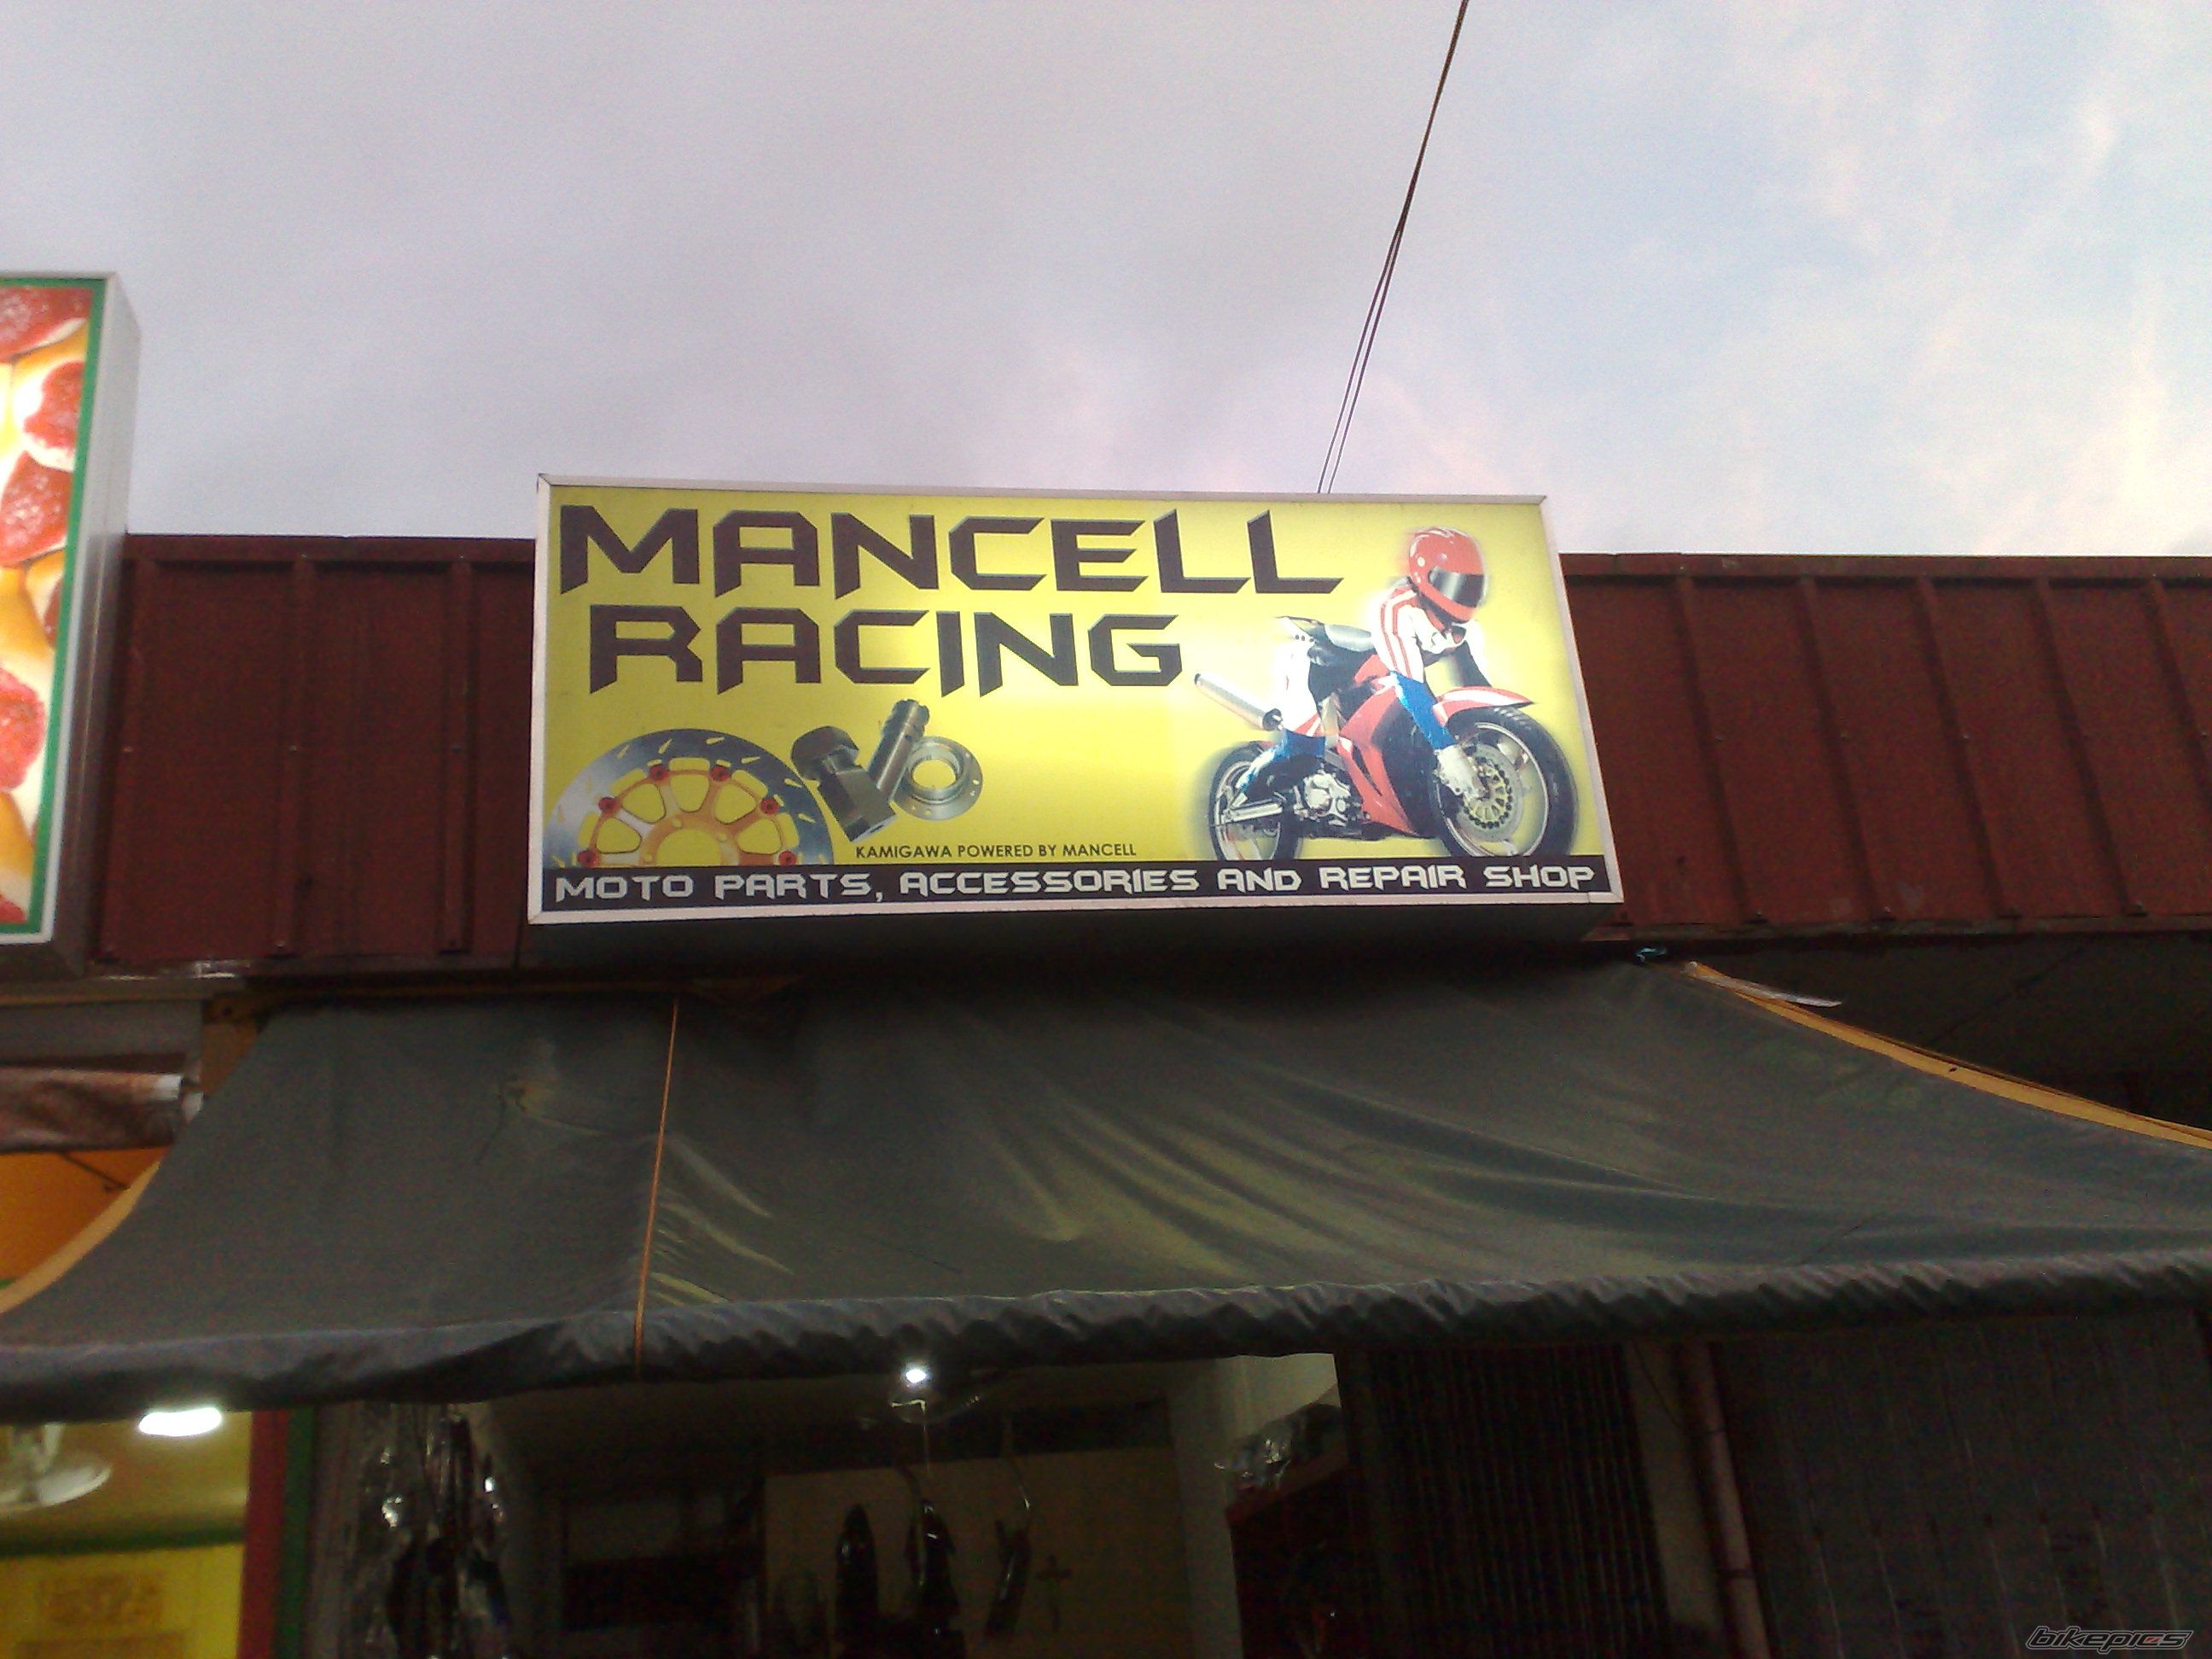 MANCELL
RACING
KAMIGAWA POWERED BY MANCELL
MOTO PARTS, ACCESSORIES AND REPAIR SHOP
bikepics